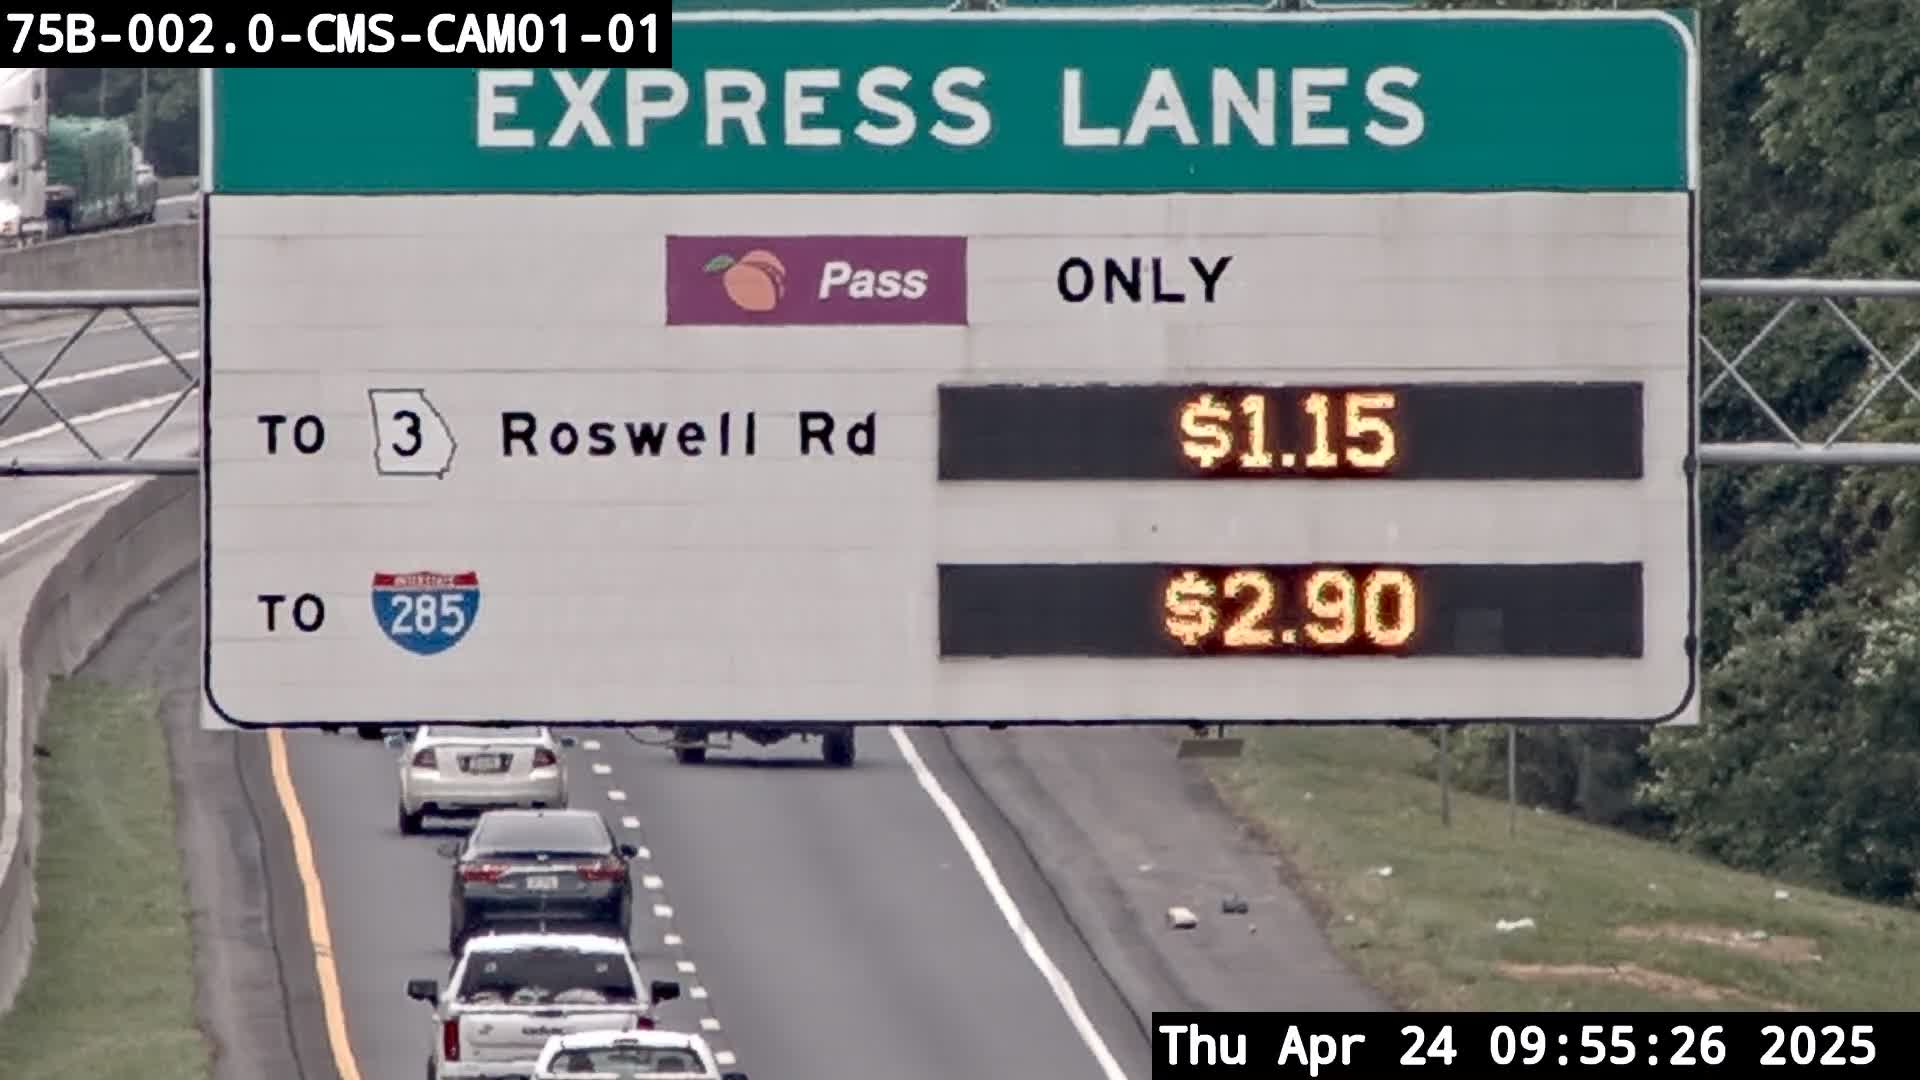 75B-002.0-CMS-CAM01-01
EXPRESS LANES
Pass ONLY
TO 3 Roswell Rd $1.15
TO INTERSTATE 285 $2.90
Thu Apr 24 09:55:26 2025